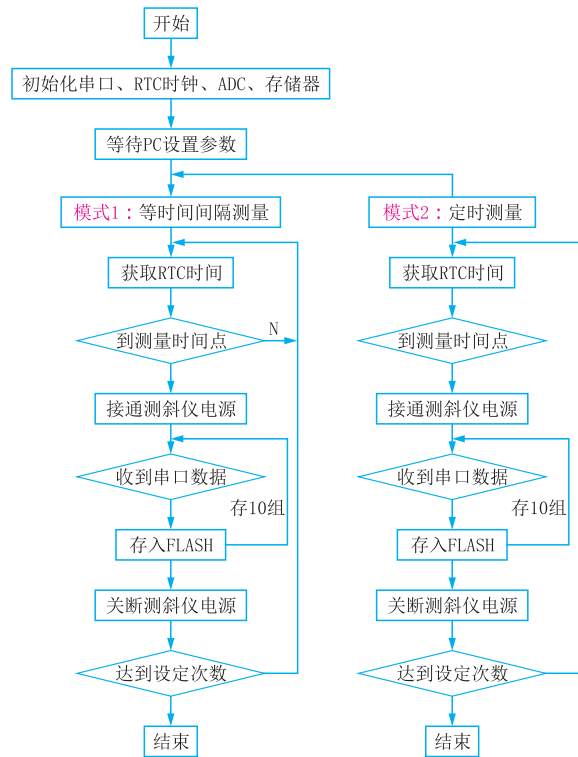 开始
初始化串口、RTC时钟、ADC、存储器
等待PC设置参数
模式1：等时间间隔测量
获取RTC时间
到测量时间点
N
接通测斜仪电源
收到串口数据
存10组
存入FLASH
关断测斜仪电源
达到设定次数
结束
模式2：定时测量
获取RTC时间
到测量时间点
接通测斜仪电源
收到串口数据
存10组
存入FLASH
关断测斜仪电源
达到设定次数
结束